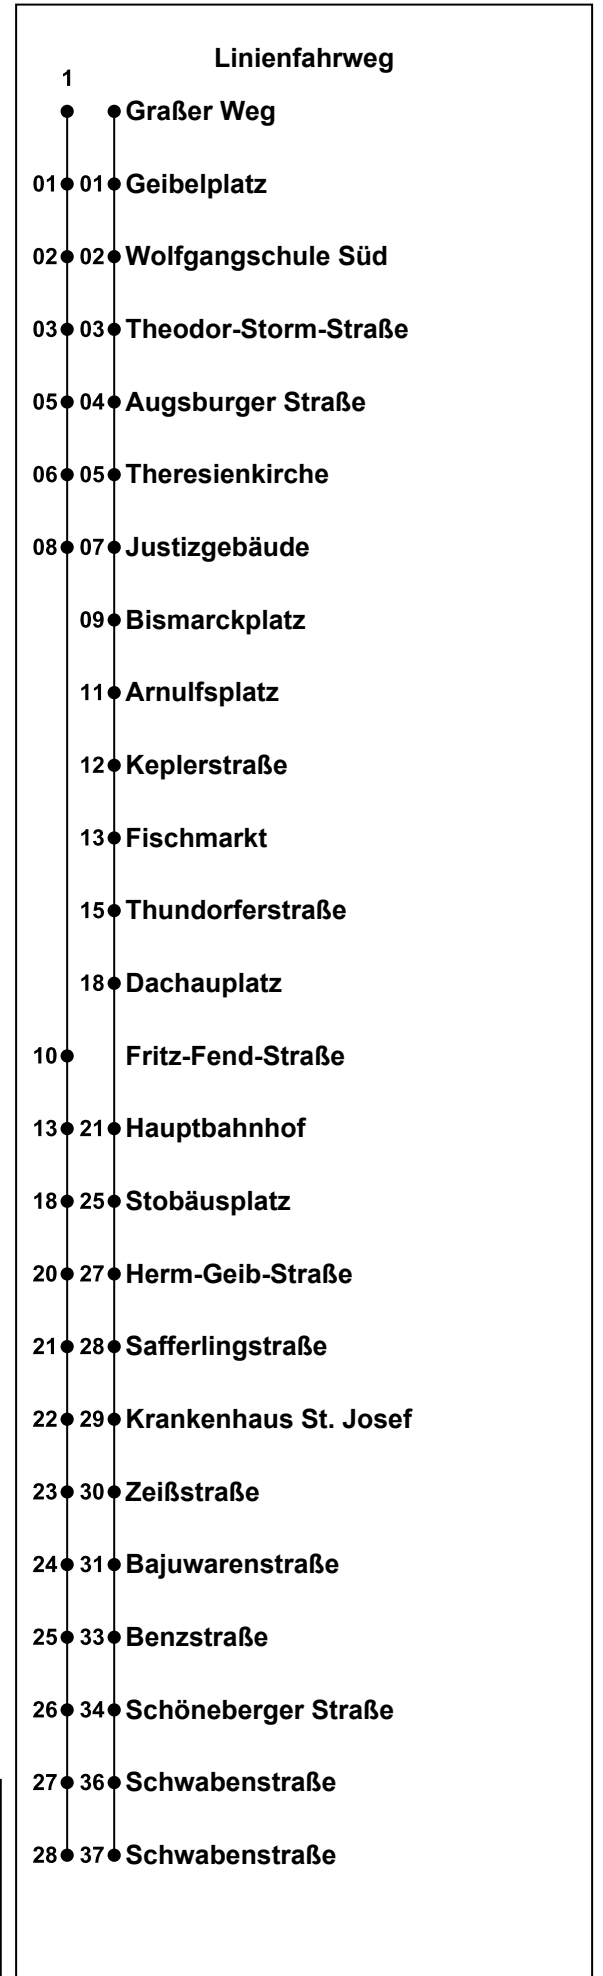 Linienfahrweg
1
Graßer Weg
01 01 Geibelplatz
02 02 Wolfgangschule Süd
03 03 Theodor-Storm-Straße
05 04 Augsburger Straße
06 05 Theresienkirche
08 07 Justizgebäude
09 Bismarckplatz
11 Arnulfsplatz
12 Keplerstraße
13 Fischmarkt
15 Thundorferstraße
18 Dachauplatz
10 Fritz-Fend-Straße
13 21 Hauptbahnhof
18 25 Stobäusplatz
20 27 Herm-Geib-Straße
21 28 Safferlingstraße
22 29 Krankenhaus St. Josef
23 30 Zeißstraße
24 31 Bajuwarenstraße
25 33 Benzstraße
26 34 Schöneberger Straße
27 36 Schwabenstraße
28 37 Schwabenstraße